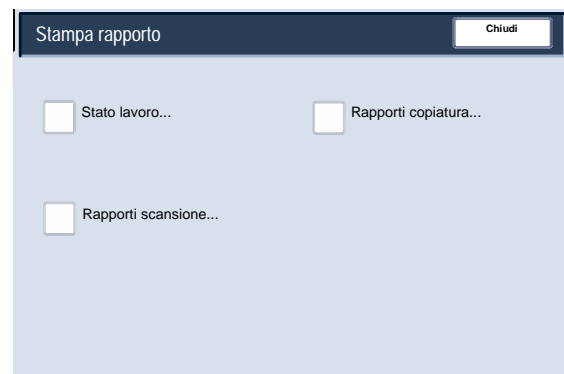 Stampa rapporto
Chiudi
Stato lavoro...
Rapporti copiatura...
Rapporti scansione...